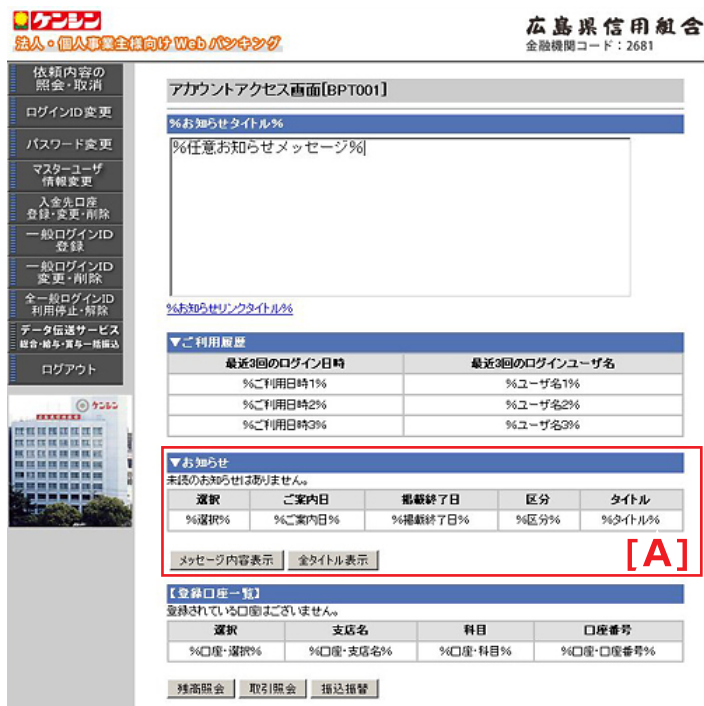 ケンシン
法人・個人事業主様向け Web バンキング
広島県信用組合
金融機関コード：2681
依頼内容の
照会・取消
ログインID変更
パスワード変更
マスターユーザ
情報変更
入金先口座
登録・変更・削除
一般ログインID
登録
一般ログインID
変更・削除
全一般ログインID
利用停止・解除
データ伝送サービス
総合・給与・賞与一括振込
ログアウト
ケンシン
アカウントアクセス画面[BPT001]
%お知らせタイトル%
%任意お知らせメッセージ%
%お知らせリンクタイトル%
▼ご利用履歴
最近3回のログイン日時 最近3回のログインユーザ名
%ご利用日時1% %ユーザ名1%
%ご利用日時2% %ユーザ名2%
%ご利用日時3% %ユーザ名3%
▼お知らせ
未読のお知らせはありません。
選択 ご案内日 掲載終了日 区分 タイトル
%選択% %ご案内日% %掲載終了日% %区分% %タイトル%
メッセージ内容表示 全タイトル表示
[A]
【登録口座一覧】
登録されている口座はございません。
選択 支店名 科目 口座番号
%口座・選択% %口座・支店名% %口座・科目% %口座・口座番号%
残高照会 取引照会 振込振替